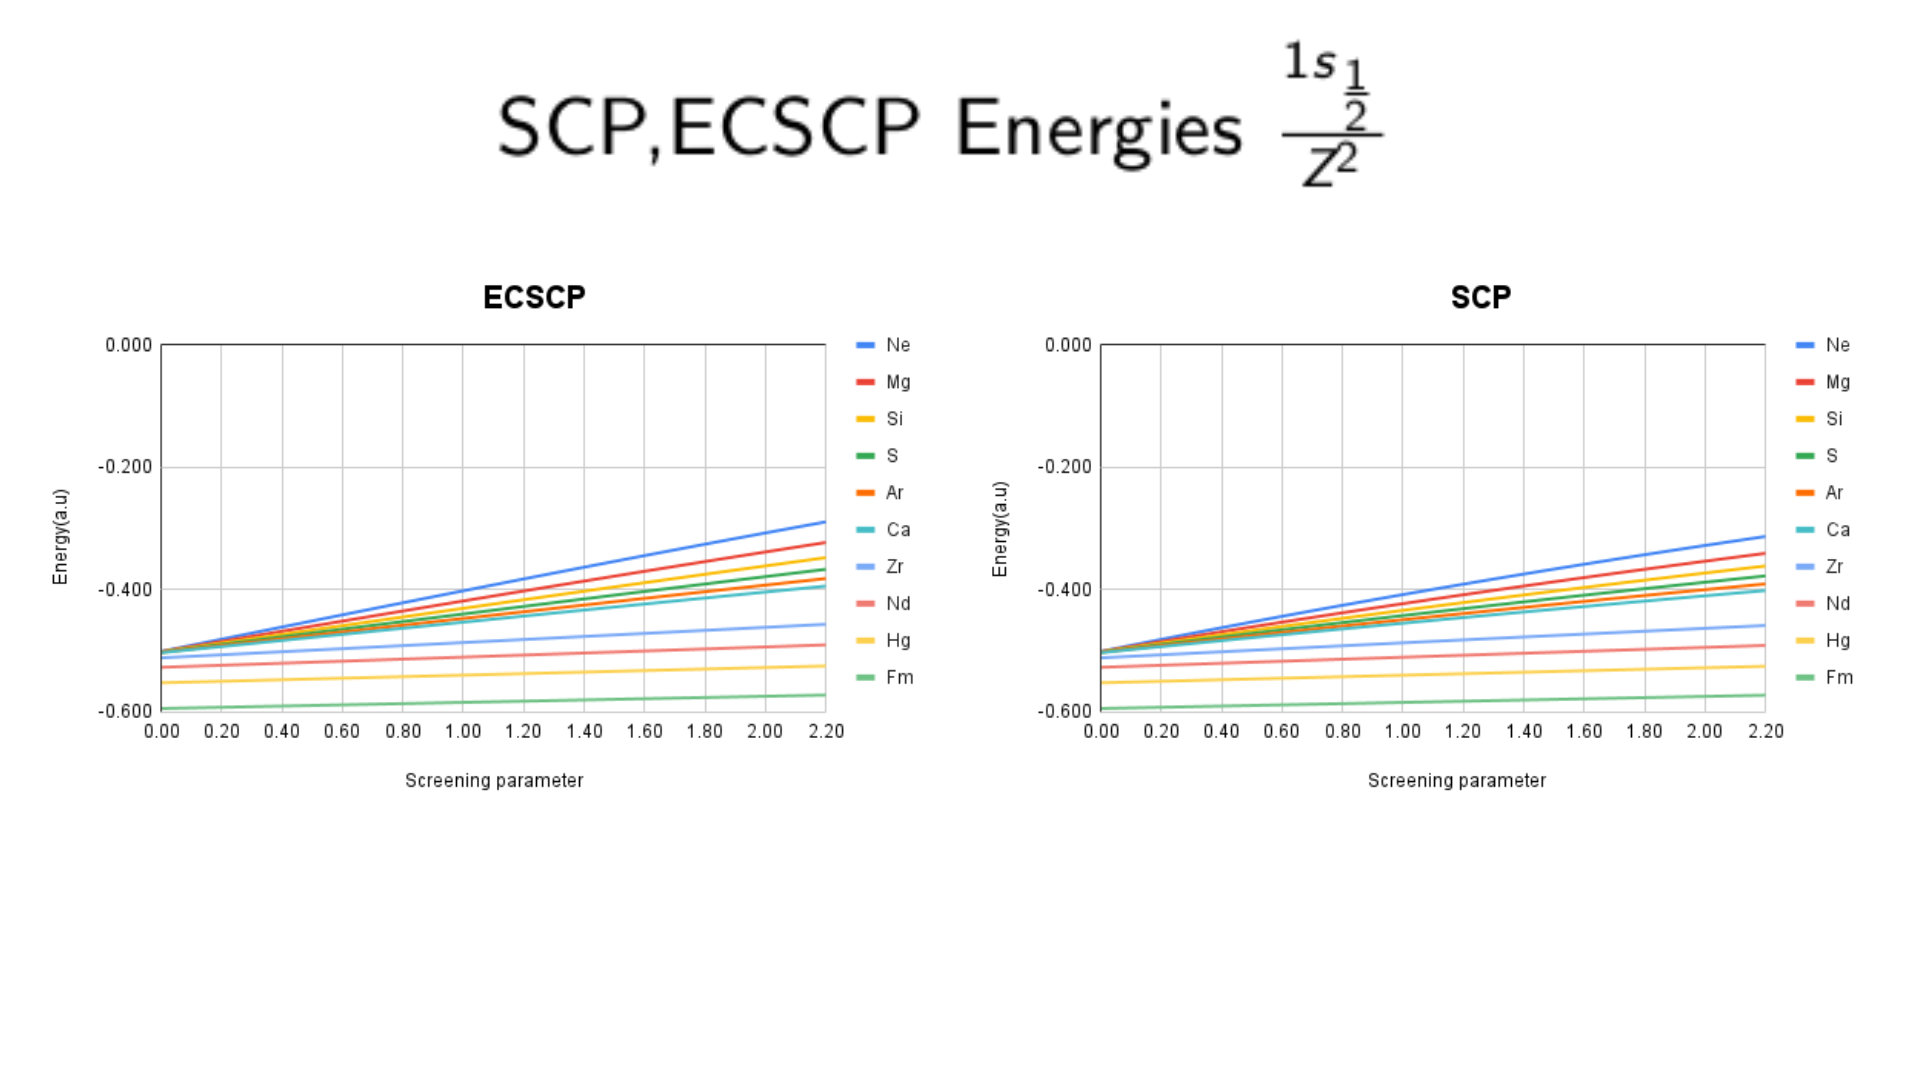 SCP,ECSCP Energies 1s 1/2 / Z²
ECSCP
0.000
-0.200
-0.400
-0.600
Energy(a.u)
0.00 0.20 0.40 0.60 0.80 1.00 1.20 1.40 1.60 1.80 2.00 2.20
Screening parameter
Ne
Mg
Si
S
Ar
Ca
Zr
Nd
Hg
Fm
SCP
0.000
-0.200
-0.400
-0.600
Energy(a.u)
0.00 0.20 0.40 0.60 0.80 1.00 1.20 1.40 1.60 1.80 2.00 2.20
Screening parameter
Ne
Mg
Si
S
Ar
Ca
Zr
Nd
Hg
Fm